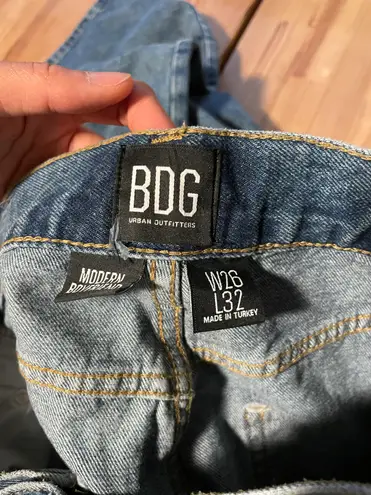 BDG
URBAN OUTFITTERS
MODERN
BOYFRIEND
W26
L32
MADE IN TURKEY